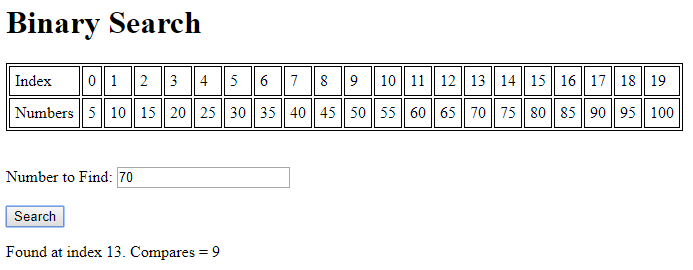 Binary Search
Index 0 1 2 3 4 5 6 7 8 9 10 11 12 13 14 15 16 17 18 19
Numbers 5 10 15 20 25 30 35 40 45 50 55 60 65 70 75 80 85 90 95 100
Number to Find: 70
Search
Found at index 13. Compares = 9